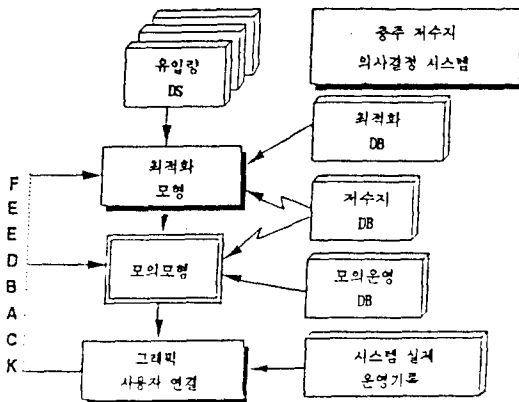 유입량
DS
충주 저수지
의사결정 시스템
최적화
DB
최적화
모형
저수지
DB
모의모형
모의운영
DB
그래픽
사용자 연결
시스템 실제
운영기록
FEEDBACK